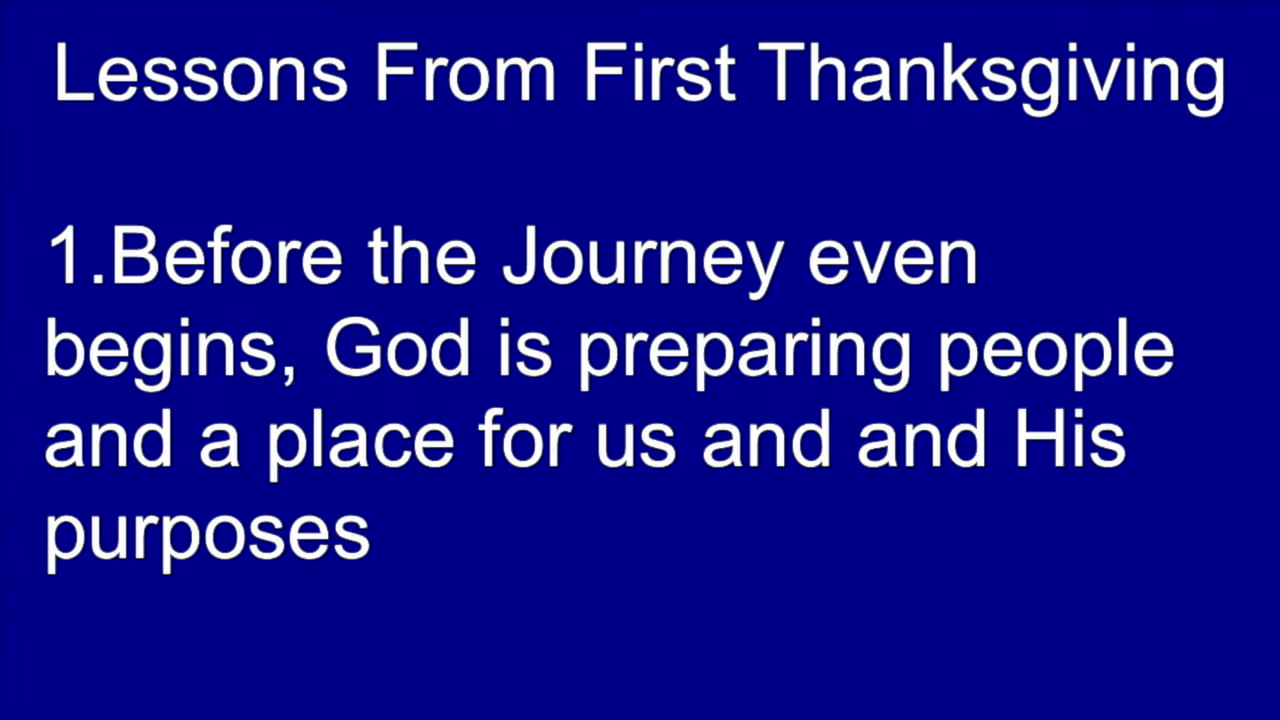 Lessons From First Thanksgiving
1.Before the Journey even
begins, God is preparing people
and a place for us and and His
purposes